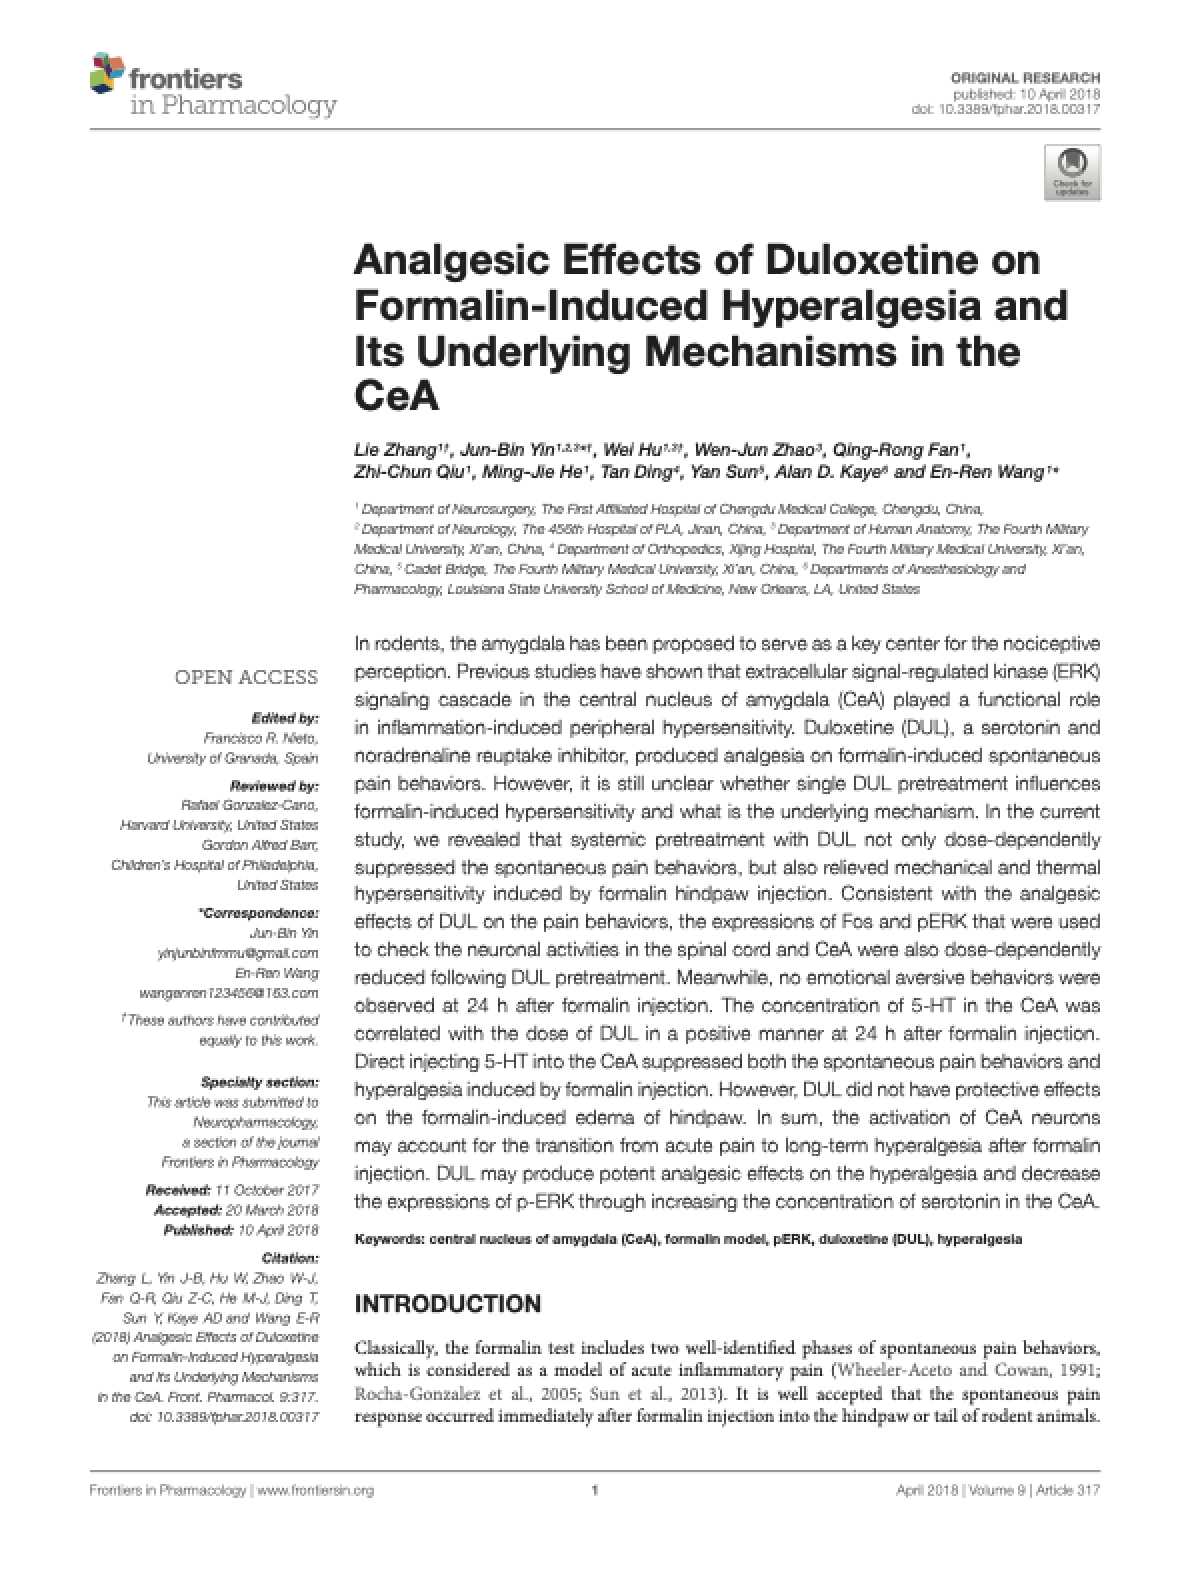 frontiers
in Pharmacology
ORIGINAL RESEARCH
published: 10 April 2018
doi: 10.3389/fphar.2018.00317
Check for
updates
Analgesic Effects of Duloxetine on
Formalin-Induced Hyperalgesia and
Its Underlying Mechanisms in the
CeA
Lie Zhang1†, Jun-Bin Yin1,2,3*†, Wei Hu1,3†, Wen-Jun Zhao3, Qing-Rong Fan1,
Zhi-Chun Qiu1, Ming-Jie He1, Tan Ding4, Yan Sun5, Alan D. Kaye6 and En-Ren Wang1*
1 Department of Neurosurgery, The First Affiliated Hospital of Chengdu Medical College, Chengdu, China,
2 Department of Neurology, The 456th Hospital of PLA, Jinan, China, 3 Department of Human Anatomy, The Fourth Military
Medical University, Xi'an, China, 4 Department of Orthopedics, Xijing Hospital, The Fourth Military Medical University, Xi'an,
China, 5 Cadet Bridge, The Fourth Military Medical University, Xi'an, China, 6 Departments of Anesthesiology and
Pharmacology, Louisiana State University School of Medicine, New Orleans, LA, United States
In rodents, the amygdala has been proposed to serve as a key center for the nociceptive
perception. Previous studies have shown that extracellular signal-regulated kinase (ERK)
signaling cascade in the central nucleus of amygdala (CeA) played a functional role
in inflammation-induced peripheral hypersensitivity. Duloxetine (DUL), a serotonin and
noradrenaline reuptake inhibitor, produced analgesia on formalin-induced spontaneous
pain behaviors. However, it is still unclear whether single DUL pretreatment influences
formalin-induced hypersensitivity and what is the underlying mechanism. In the current
study, we revealed that systemic pretreatment with DUL not only dose-dependently
suppressed the spontaneous pain behaviors, but also relieved mechanical and thermal
hypersensitivity induced by formalin hindpaw injection. Consistent with the analgesic
effects of DUL on the pain behaviors, the expressions of Fos and pERK that were used
to check the neuronal activities in the spinal cord and CeA were also dose-dependently
reduced following DUL pretreatment. Meanwhile, no emotional aversive behaviors were
observed at 24 h after formalin injection. The concentration of 5-HT in the CeA was
correlated with the dose of DUL in a positive manner at 24 h after formalin injection.
Direct injecting 5-HT into the CeA suppressed both the spontaneous pain behaviors and
hyperalgesia induced by formalin injection. However, DUL did not have protective effects
on the formalin-induced edema of hindpaw. In sum, the activation of CeA neurons
may account for the transition from acute pain to long-term hyperalgesia after formalin
injection. DUL may produce potent analgesic effects on the hyperalgesia and decrease
the expressions of p-ERK through increasing the concentration of serotonin in the CeA.
Keywords: central nucleus of amygdala (CeA), formalin model, pERK, duloxetine (DUL), hyperalgesia
OPEN ACCESS
Edited by:
Francisco R. Nieto,
University of Granada, Spain
Reviewed by:
Rafael Gonzalez-Cano,
Harvard University, United States
Gordon Alfred Barr,
Children's Hospital of Philadelphia,
United States
*Correspondence:
Jun-Bin Yin
yinjunbinfmmu@gmail.com
En-Ren Wang
wangenren123456@163.com
†These authors have contributed
equally to this work.
Specialty section:
This article was submitted to
Neuropharmacology,
a section of the journal
Frontiers in Pharmacology
Received: 11 October 2017
Accepted: 20 March 2018
Published: 10 April 2018
Citation:
Zhang L, Yin J-B, Hu W, Zhao W-J,
Fan Q-R, Qiu Z-C, He M-J, Ding T,
Sun Y, Kaye AD and Wang E-R
(2018) Analgesic Effects of Duloxetine
on Formalin-Induced Hyperalgesia
and Its Underlying Mechanisms
in the CeA. Front. Pharmacol. 9:317.
doi: 10.3389/fphar.2018.00317
INTRODUCTION
Classically, the formalin test includes two well-identified phases of spontaneous pain behaviors,
which is considered as a model of acute inflammatory pain (Wheeler-Aceto and Cowan, 1991;
Rocha-Gonzalez et al., 2005; Sun et al., 2013). It is well accepted that the spontaneous pain
response occurred immediately after formalin injection into the hindpaw or tail of rodent animals.
Frontiers in Pharmacology | www.frontiersin.org
1
April 2018 | Volume 9 | Article 317